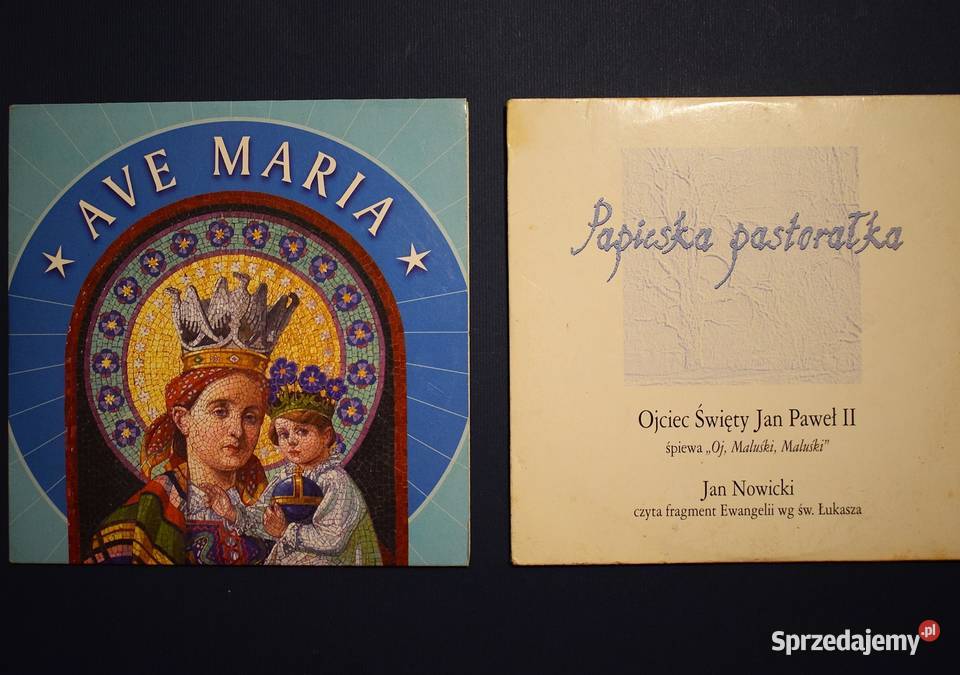 AVE MARIA
Papieska pastorałka
Ojciec Święty Jan Paweł II
śpiewa „Oj, Maluśki, Maluśki”
Jan Nowicki
czyta fragment Ewangelii wg św. Łukasza
Sprzedajemy.pl